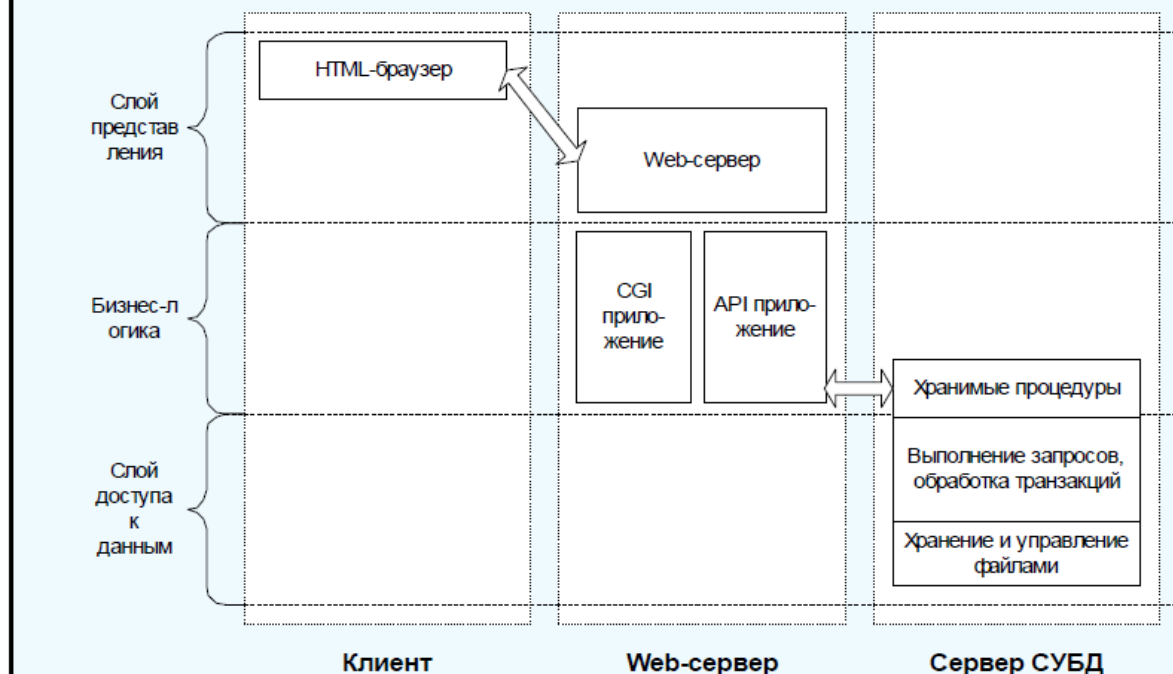 HTML-браузер
Слой
представ
ления
Web-сервер
Бизнес-л
огика
CGI
прило-
жение
API прило-
жение
Хранимые процедуры
Слой
доступа
к
данным
Выполнение запросов,
обработка транзакций
Хранение и управление
файлами
Клиент
Web-сервер
Сервер СУБД